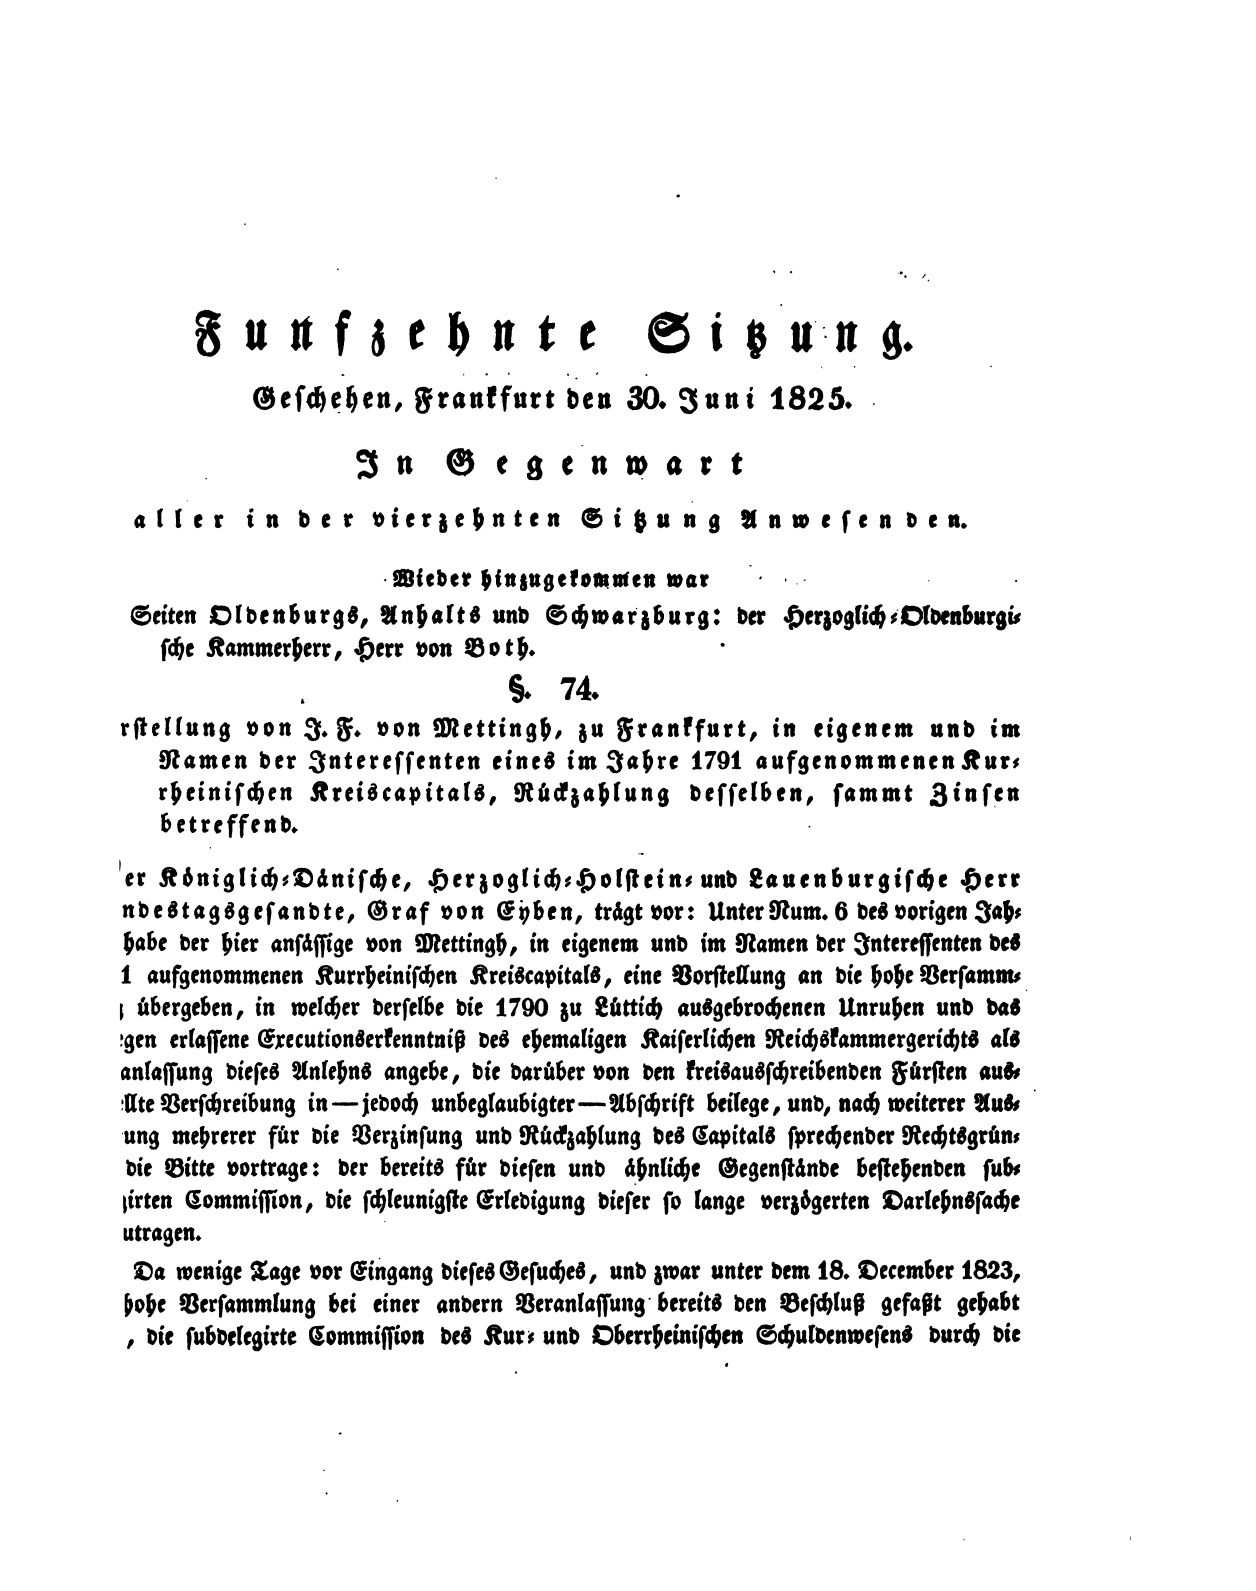 Funfzehnte Sitzung.
Geſchehen, Frankfurt den 30. Juni 1825.
In Gegenwart
aller in der vierzehnten Sitzung Anweſenden.
Wieder hinzugekommen war
Seiten Oldenburgs, Anhalts und Schwarzburg: der Herzoglich-Oldenburgi-
ſche Kammerherr, Herr von Both.
§. 74.
rſtellung von J. F. von Mettingh, zu Frankfurt, in eigenem und im
Namen der Intereſſenten eines im Jahre 1791 aufgenommenen Kur-
rheiniſchen Kreiscapitals, Rückzahlung deſſelben, ſammt Zinſen
betreffend.
er Königlich-Däniſche, Herzoglich-Holſtein- und Lauenburgiſche Herr
ndestagsgeſandte, Graf von Eyben, trägt vor: Unter Num. 6 des vorigen Jah-
habe der hier anſäſſige von Mettingh, in eigenem und im Namen der Intereſſenten des
1 aufgenommenen Kurrheiniſchen Kreiscapitals, eine Vorſtellung an die hohe Verſamm-
übergeben, in welcher derſelbe die 1790 zu Lüttich ausgebrochenen Unruhen und das
gen erlaſſene Executionserkenntniß des ehemaligen Kaiſerlichen Reichskammergerichts als
anlaſſung dieſes Anlehns angebe, die darüber von den kreisausſchreibenden Fürſten aus-
llte Verſchreibung in — jedoch unbeglaubigter — Abſchrift beilege, und, nach weiterer Aus-
ung mehrerer für die Verzinſung und Rückzahlung des Capitals ſprechender Rechtsgrün-
die Bitte vortrage: der bereits für dieſen und ähnliche Gegenſtände beſtehenden ſub-
irten Commiſſion, die ſchleunigſte Erledigung dieſer ſo lange verzögerten Darlehnsſache
utragen.
Da wenige Tage vor Eingang dieſes Geſuches, und zwar unter dem 18. December 1823,
hohe Verſammlung bei einer andern Veranlaſſung bereits den Beſchluß gefaßt gehabt
, die ſubdelegirte Commiſſion des Kur- und Oberrheiniſchen Schuldenweſens durch die